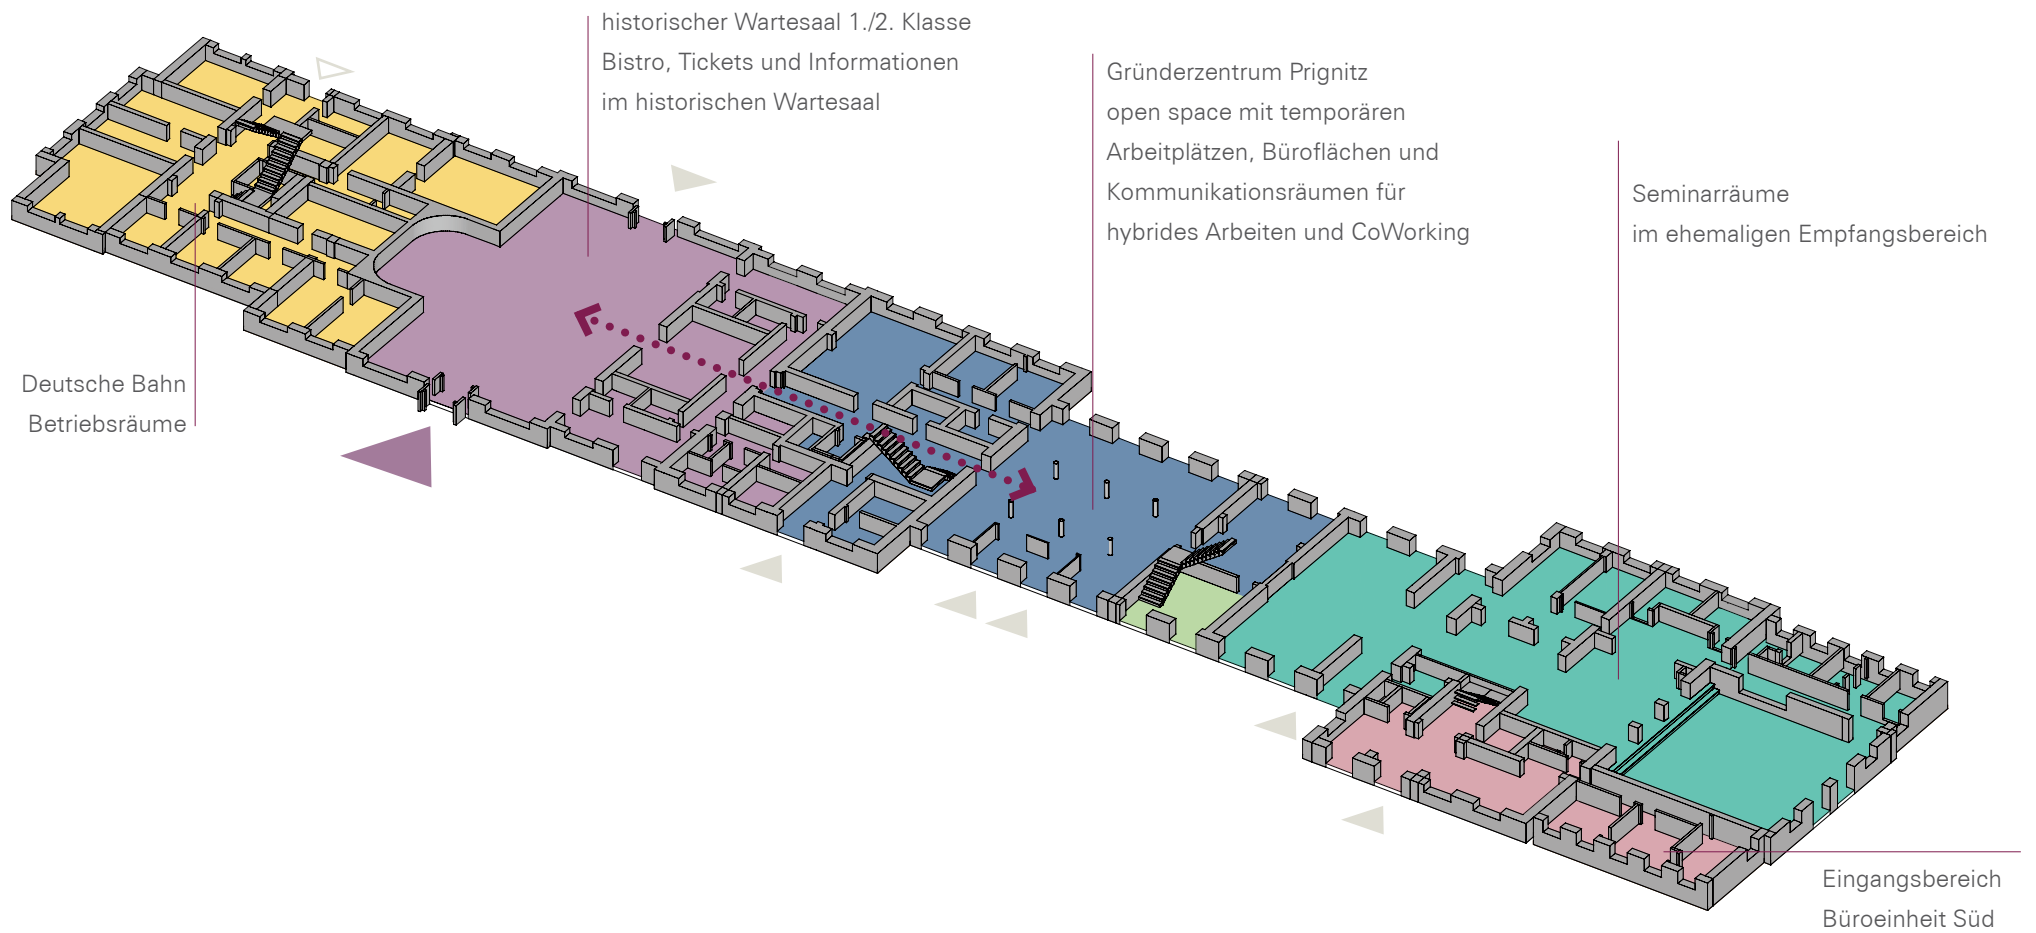 historischer Wartesaal 1./2. Klasse
Bistro, Tickets und Informationen
im historischen Wartesaal
Gründerzentrum Prignitz
open space mit temporären
Arbeitplätzen, Büroflächen und
Kommunikationsräumen für
hybrides Arbeiten und CoWorking
Seminarräume
im ehemaligen Empfangsbereich
Deutsche Bahn
Betriebsräume
Eingangsbereich
Büroeinheit Süd